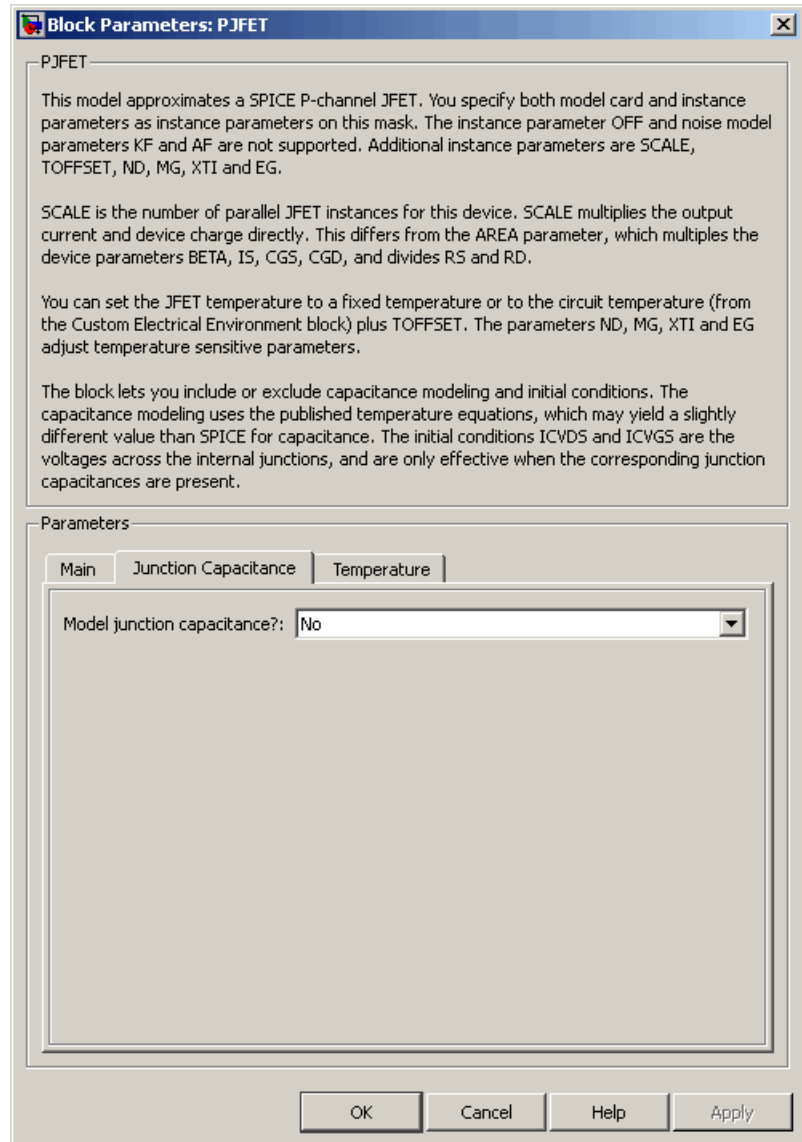 Block Parameters: PJFET
PJFET
This model approximates a SPICE P-channel JFET. You specify both model card and instance
parameters as instance parameters on this mask. The instance parameter OFF and noise model
parameters KF and AF are not supported. Additional instance parameters are SCALE,
TOFFSET, ND, MG, XTI and EG.
SCALE is the number of parallel JFET instances for this device. SCALE multiplies the output
current and device charge directly. This differs from the AREA parameter, which multiples the
device parameters BETA, IS, CGS, CGD, and divides RS and RD.
You can set the JFET temperature to a fixed temperature or to the circuit temperature (from
the Custom Electrical Environment block) plus TOFFSET. The parameters ND, MG, XTI and EG
adjust temperature sensitive parameters.
The block lets you include or exclude capacitance modeling and initial conditions. The
capacitance modeling uses the published temperature equations, which may yield a slightly
different value than SPICE for capacitance. The initial conditions ICVDS and ICVGS are the
voltages across the internal junctions, and are only effective when the corresponding junction
capacitances are present.
Parameters
Main Junction Capacitance Temperature
Model junction capacitance?: No
OK Cancel Help Apply